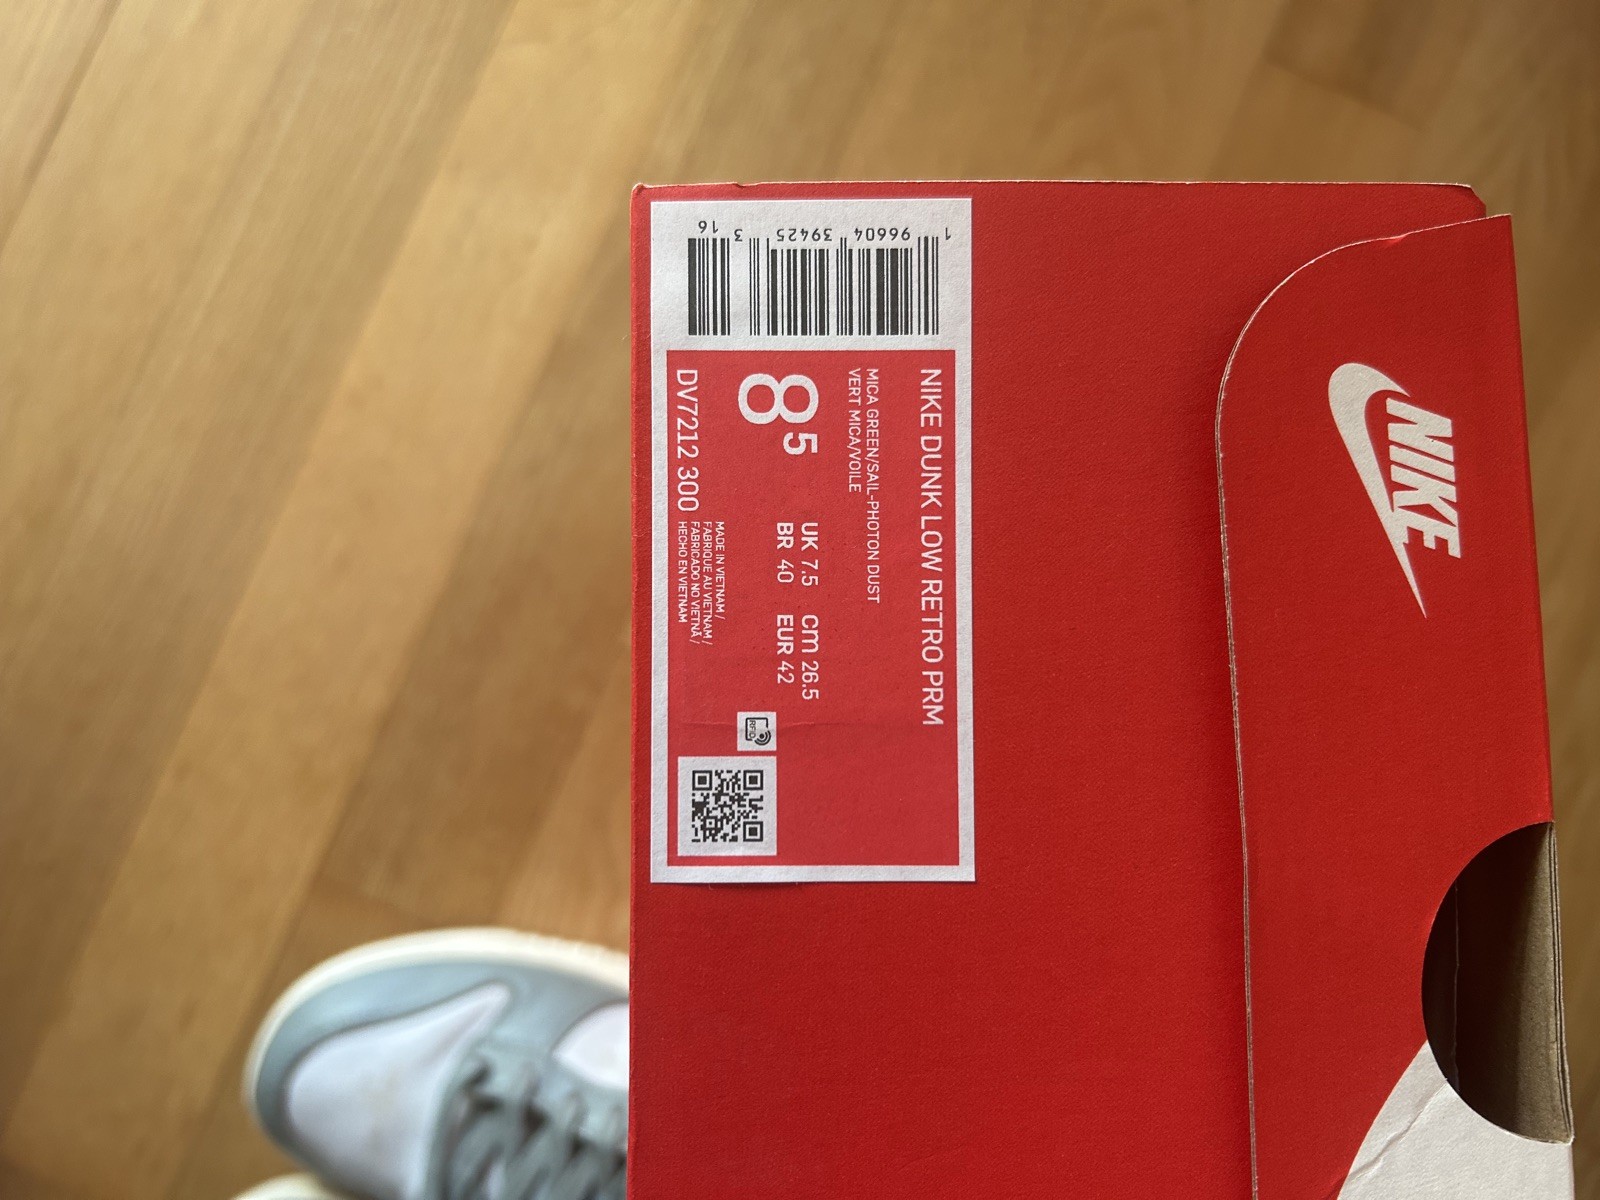 NIKE DUNK LOW RETRO PRM
MICA GREEN/SAIL-PHOTON DUST
VERT MICA/VOILE
8.5
UK 7.5 cm 26.5
BR 40 EUR 42
DV7212 300
MADE IN VIETNAM /
FABRIQUE AU VIETNAM /
FABRICADO NO VIETNÃ /
HECHO EN VIETNAM
RFID
1 96604 39425 3 16
NIKE